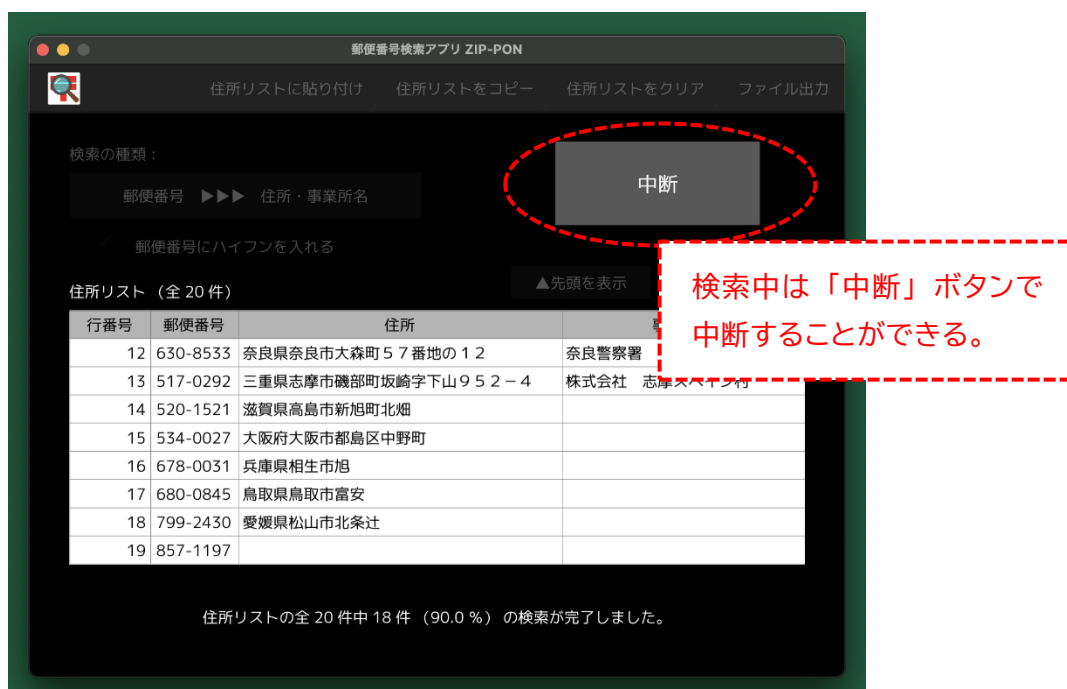 郵便番号検索アプリ ZIP-PON
住所リストに貼り付け 住所リストをコピー 住所リストをクリア ファイル出力
検索の種類：
中断
郵便番号 ▶▶▶ 住所・事業所名
郵便番号にハイフンを入れる
▲先頭を表示
検索中は「中断」ボタンで
中断することができる。
住所リスト （全 20 件）
行番号 郵便番号 住所
12 630-8533 奈良県奈良市大森町５７番地の１２ 奈良警察署
13 517-0292 三重県志摩市磯部町坂崎字下山９５２－４ 株式会社 志摩スペイン村
14 520-1521 滋賀県高島市新旭町北畑
15 534-0027 大阪府大阪市都島区中野町
16 678-0031 兵庫県相生市旭
17 680-0845 鳥取県鳥取市富安
18 799-2430 愛媛県松山市北条辻
19 857-1197
住所リストの全 20 件中 18 件 （90.0 %） の検索が完了しました。